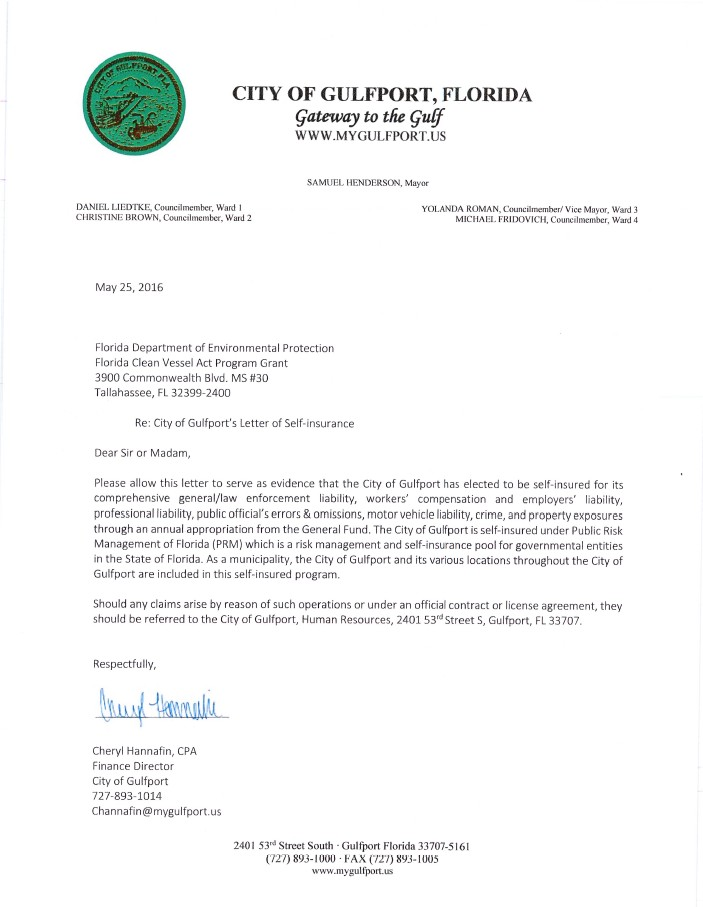 CITY OF GULFPORT, FLA
CITY OF GULFPORT, FLORIDA
Gateway to the Gulf
WWW.MYGULFPORT.US
SAMUEL HENDERSON, Mayor
DANIEL LIEDTKE, Councilmember, Ward 1
CHRISTINE BROWN, Councilmember, Ward 2
YOLANDA ROMAN, Councilmember/ Vice Mayor, Ward 3
MICHAEL FRIDOVICH, Councilmember, Ward 4
May 25, 2016
Florida Department of Environmental Protection
Florida Clean Vessel Act Program Grant
3900 Commonwealth Blvd. MS #30
Tallahassee, FL 32399-2400
Re: City of Gulfport's Letter of Self-insurance
Dear Sir or Madam,
Please allow this letter to serve as evidence that the City of Gulfport has elected to be self-insured for its
comprehensive general/law enforcement liability, workers' compensation and employers' liability,
professional liability, public official's errors & omissions, motor vehicle liability, crime, and property exposures
through an annual appropriation from the General Fund. The City of Gulfport is self-insured under Public Risk
Management of Florida (PRM) which is a risk management and self-insurance pool for governmental entities
in the State of Florida. As a municipality, the City of Gulfport and its various locations throughout the City of
Gulfport are included in this self-insured program.
Should any claims arise by reason of such operations or under an official contract or license agreement, they
should be referred to the City of Gulfport, Human Resources, 2401 53rd Street S, Gulfport, FL 33707.
Respectfully,
Cheryl Hannafin
Cheryl Hannafin, CPA
Finance Director
City of Gulfport
727-893-1014
Channafin@mygulfport.us
2401 53rd Street South · Gulfport Florida 33707-5161
(727) 893-1000 · FAX (727) 893-1005
www.mygulfport.us